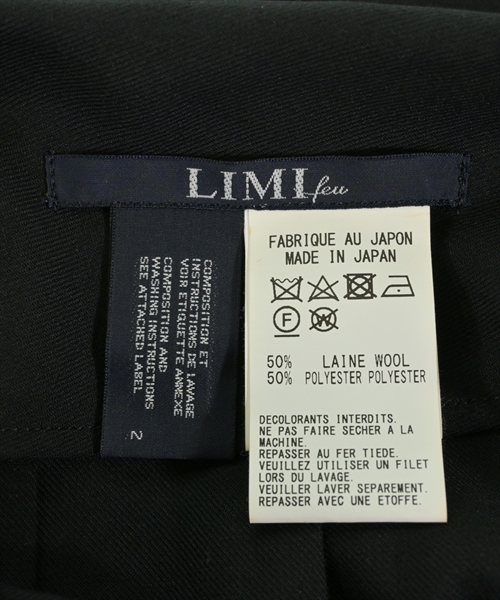 LIMI feu
COMPOSITION ET
INSTRUCTIONS DE LAVAGE
VOIR ETIQUETTE ANNEXE
COMPOSITION AND
WASHING INSTRUCTIONS
SEE ATTACHED LABEL
2
FABRIQUE AU JAPON
MADE IN JAPAN
F W
50% LAINE WOOL
50% POLYESTER POLYESTER
DECOLORANTS INTERDITS.
NE PAS FAIRE SECHER A LA
MACHINE.
REPASSER AU FER TIEDE.
VEUILLEZ UTILISER UN FILET
LORS DU LAVAGE.
VEUILLER LAVER SEPAREMENT.
REPASSER AVEC UNE ETOFFE.